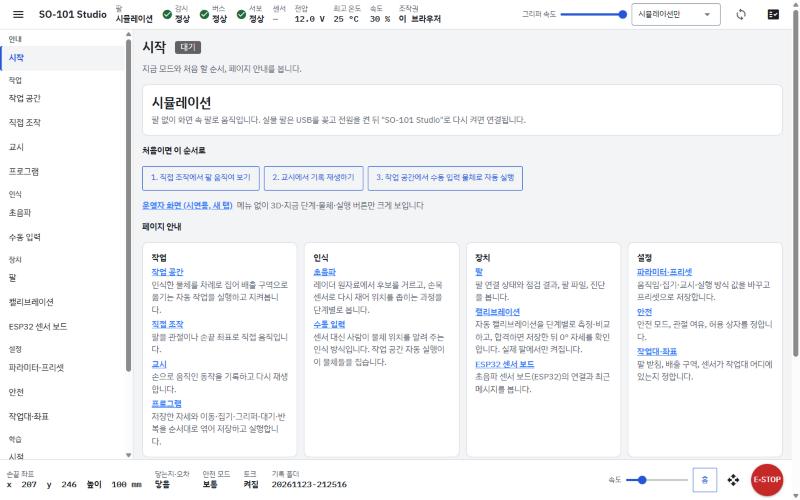 SO-101 Studio
팔
시뮬레이션
감시
정상
버스
정상
서보
정상
센서
–
전압
12.0 V
최고 온도
25 °C
속도
30 %
조작권
이 브라우저
그리퍼 속도
시뮬레이션만
안내
시작
작업
작업 공간
직접 조작
교시
프로그램
인식
초음파
수동 입력
장치
팔
캘리브레이션
ESP32 센서 보드
설정
파라미터·프리셋
안전
작업대·좌표
학습
시작
대기
지금 모드와 처음 할 순서, 페이지 안내를 봅니다.
시뮬레이션
팔 없이 화면 속 팔로 움직입니다. 실물 팔은 USB를 꽂고 전원을 켠 뒤 "SO-101 Studio"로 다시 켜면 연결됩니다.
처음이면 이 순서로
1. 직접 조작에서 팔 움직여 보기
2. 교시에서 기록 재생하기
3. 작업 공간에서 수동 입력 물체로 자동 실행
운영자 화면 (시연용, 새 탭) 메뉴 없이 3D·지금 단계·물체·실행 버튼만 크게 보입니다
페이지 안내
작업
작업 공간
인식한 물체를 차례로 집어 배출 구역으로
옮기는 자동 작업을 실행하고 지켜봅니
다.
직접 조작
팔을 관절이나 손끝 좌표로 직접 움직입니
다.
교시
손으로 움직인 동작을 기록하고 다시 재생
합니다.
프로그램
저장한 자세와 이동·집기·그리퍼·대기·반
복을 순서대로 엮어 저장하고 실행합니
다.
인식
초음파
레이더 원자료에서 후보를 거르고, 손목
센서로 다시 재어 위치를 좁히는 과정을
단계별로 봅니다.
수동 입력
센서 대신 사람이 물체 위치를 알려 주는
인식 방식입니다. 작업 공간 자동 실행이
이 물체들을 집습니다.
장치
팔
팔 연결 상태와 점검 결과, 팔 파일, 진단
을 봅니다.
캘리브레이션
자동 캘리브레이션을 단계별로 측정·비교
하고, 합격하면 저장한 뒤 0° 자세를 확인
합니다. 실제 팔에서만 켜집니다.
ESP32 센서 보드
초음파 센서 보드(ESP32)의 연결과 최근
메시지를 봅니다.
설정
파라미터·프리셋
움직임·집기·교시·실행 방식 값을 바꾸고
프리셋으로 저장합니다.
안전
안전 모드, 관절 여유, 허용 상자를 정합니
다.
작업대·좌표
팔 받침, 배출 구역, 센서가 작업대 어디에
있는지 정합니다.
손끝 좌표
x 207 y 246 높이 100 mm
닿는지·오차
닿음
안전 모드
보통
토크
켜짐
기록 폴더
20261123-212516
속도
홈
E-STOP